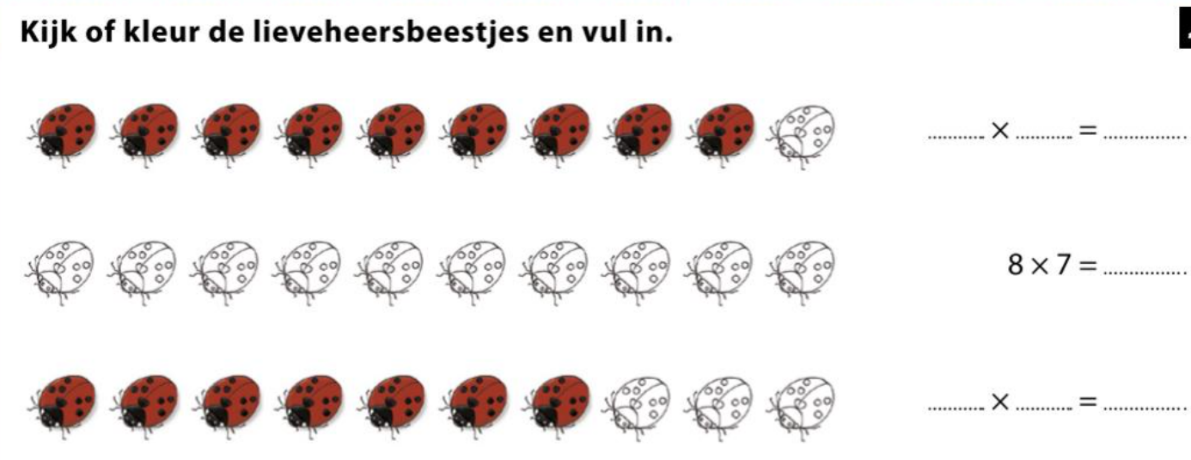 Kijk of kleur de lieveheersbeestjes en vul in.
........... × ........... = ................
8 × 7 = ................
........... × ........... = ................